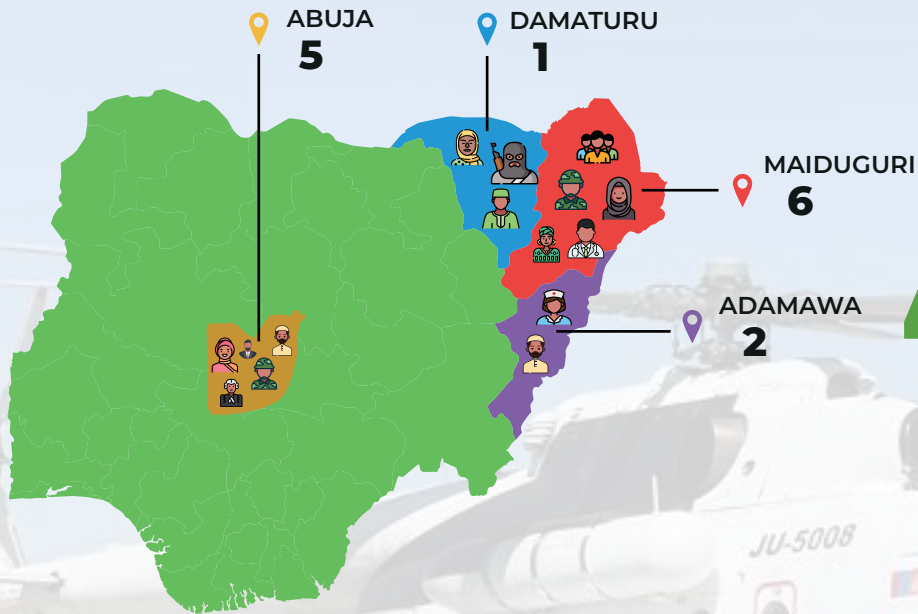 ABUJA
5
DAMATURU
1
MAIDUGURI
6
ADAMAWA
2
JU-5008